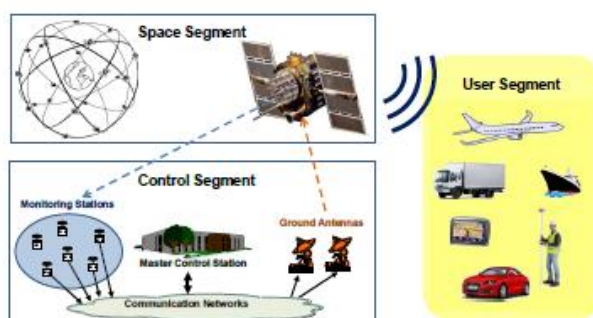 Space Segment
User Segment
Control Segment
Monitoring Stations
Ground Antennas
Master Control Station
Communication Networks